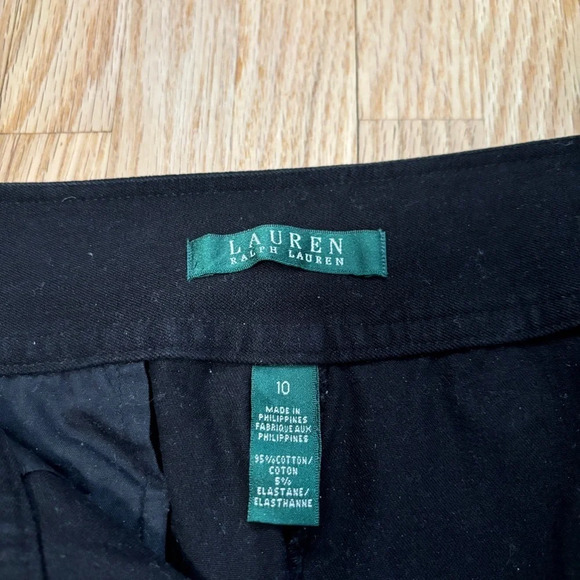 LAUREN
RALPH LAUREN
10
MADE IN
PHILIPPINES
FABRIQUE AUX
PHILIPPINES
95% COTTON/
COTON
5%
ELASTANE/
ELASTHANNE